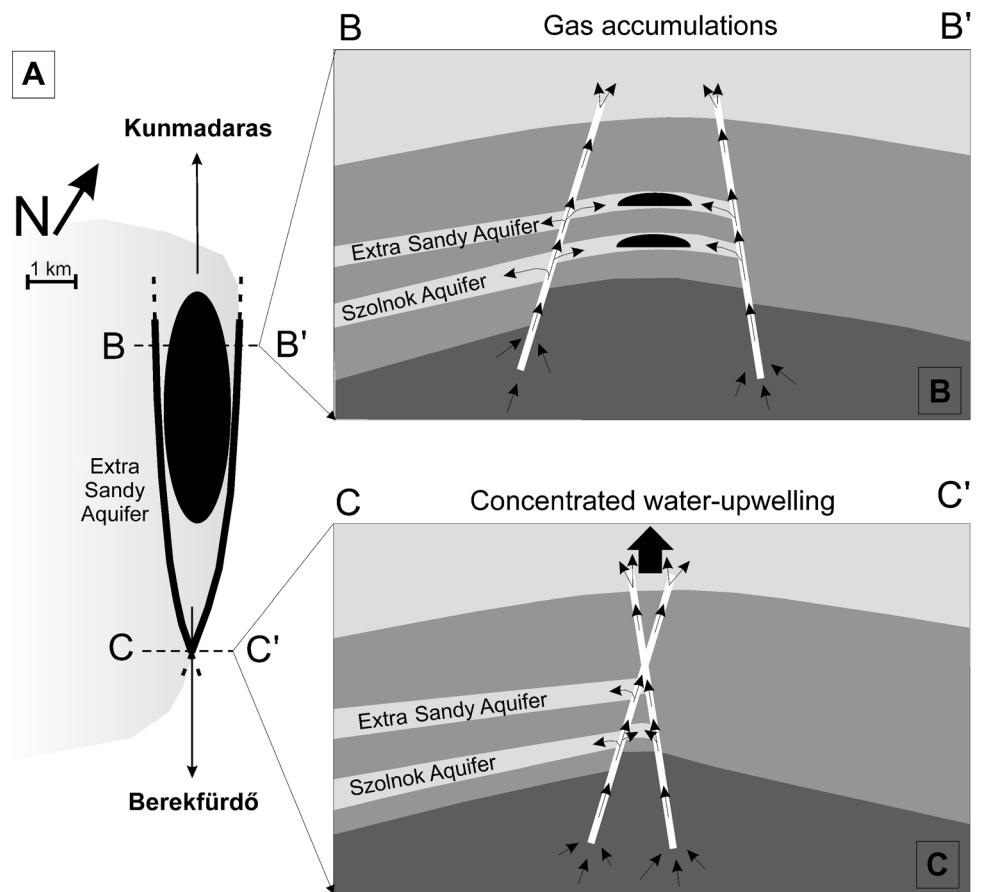 A
Kunmadaras
N
1 km
B
B'
Extra
Sandy
Aquifer
C
C'
Berekfürdő
B
Gas accumulations
B'
Extra Sandy Aquifer
Szolnok Aquifer
B
C
Concentrated water-upwelling
C'
Extra Sandy Aquifer
Szolnok Aquifer
C